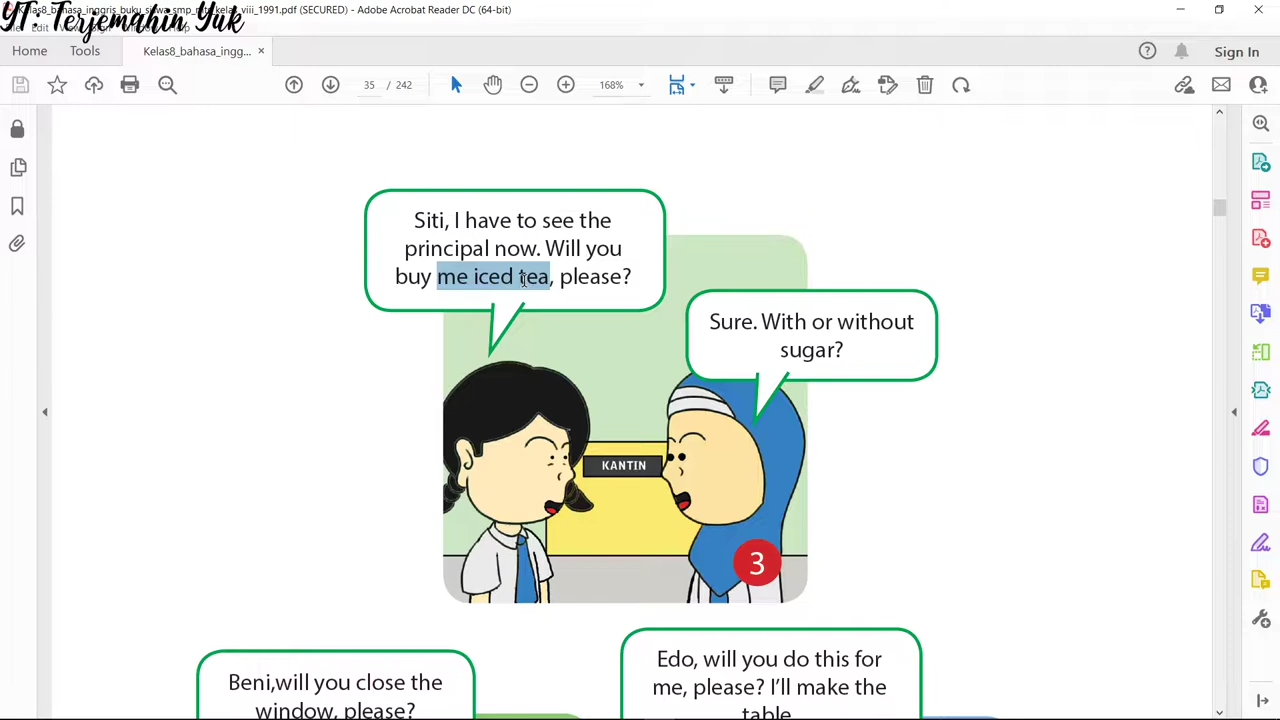 YT: Terjemahin Yuk
inggris_buku_siswa_smp_mts_kelas_viii_1991.pdf (SECURED) - Adobe Acrobat Reader DC (64-bit)
Edit
Home Tools Kelas8_bahasa_ingg... × Sign In
35 / 242 168%
Siti, I have to see the
principal now. Will you
buy me iced tea, please?
Sure. With or without
sugar?
KANTIN
3
Beni,will you close the
window, please?
Edo, will you do this for
me, please? I'll make the
table